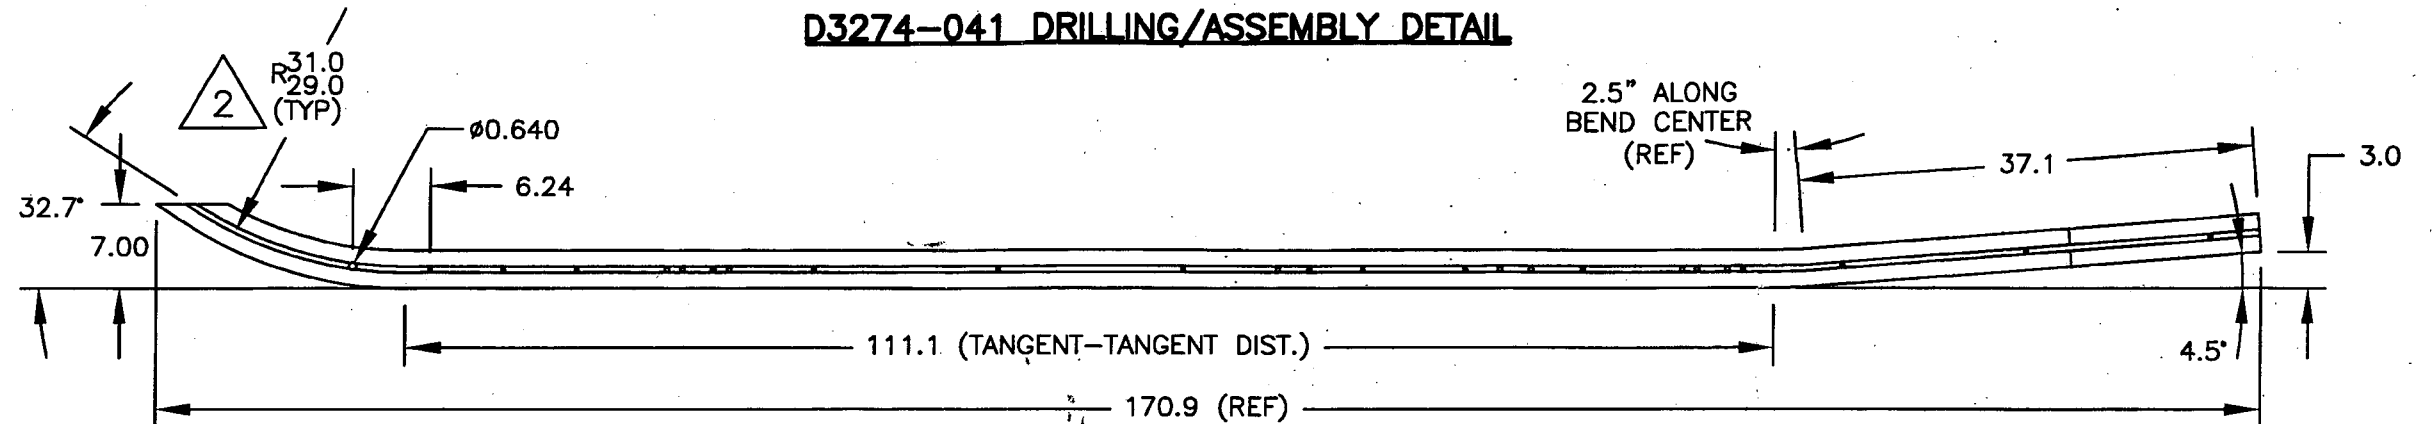 D3274-041 DRILLING/ASSEMBLY DETAIL
R31.0
29.0
(TYP)
2
2.5" ALONG
BEND CENTER
(REF)
ø0.640
6.24
37.1
3.0
32.7°
7.00
111.1 (TANGENT-TANGENT DIST.)
4.5°
170.9 (REF)